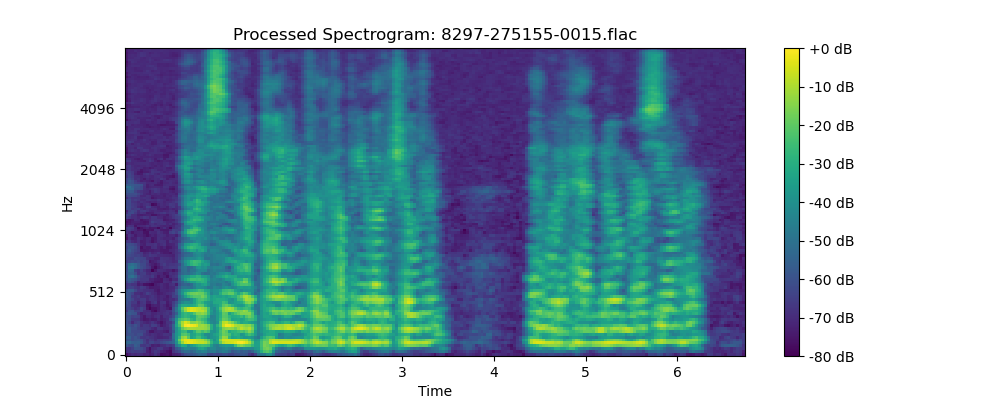 Processed Spectrogram: 8297-275155-0015.flac
+0 dB
-10 dB
4096
-20 dB
-30 dB
2048
-40 dB
Hz
1024
-50 dB
-60 dB
512
-70 dB
0
-80 dB
0 1 2 3 4 5 6
Time